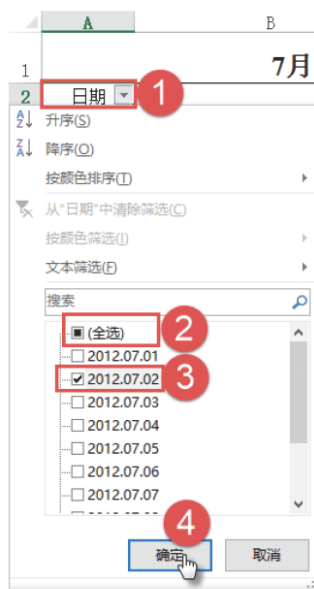 A B
1 7月
2 日期 1
升序(S)
降序(O)
按颜色排序(T)
从"日期"中清除筛选(C)
按颜色筛选(I)
文本筛选(F)
搜索
(全选) 2
2012.07.01
2012.07.02 3
2012.07.03
2012.07.04
2012.07.05
2012.07.06
2012.07.07
4
确定 取消